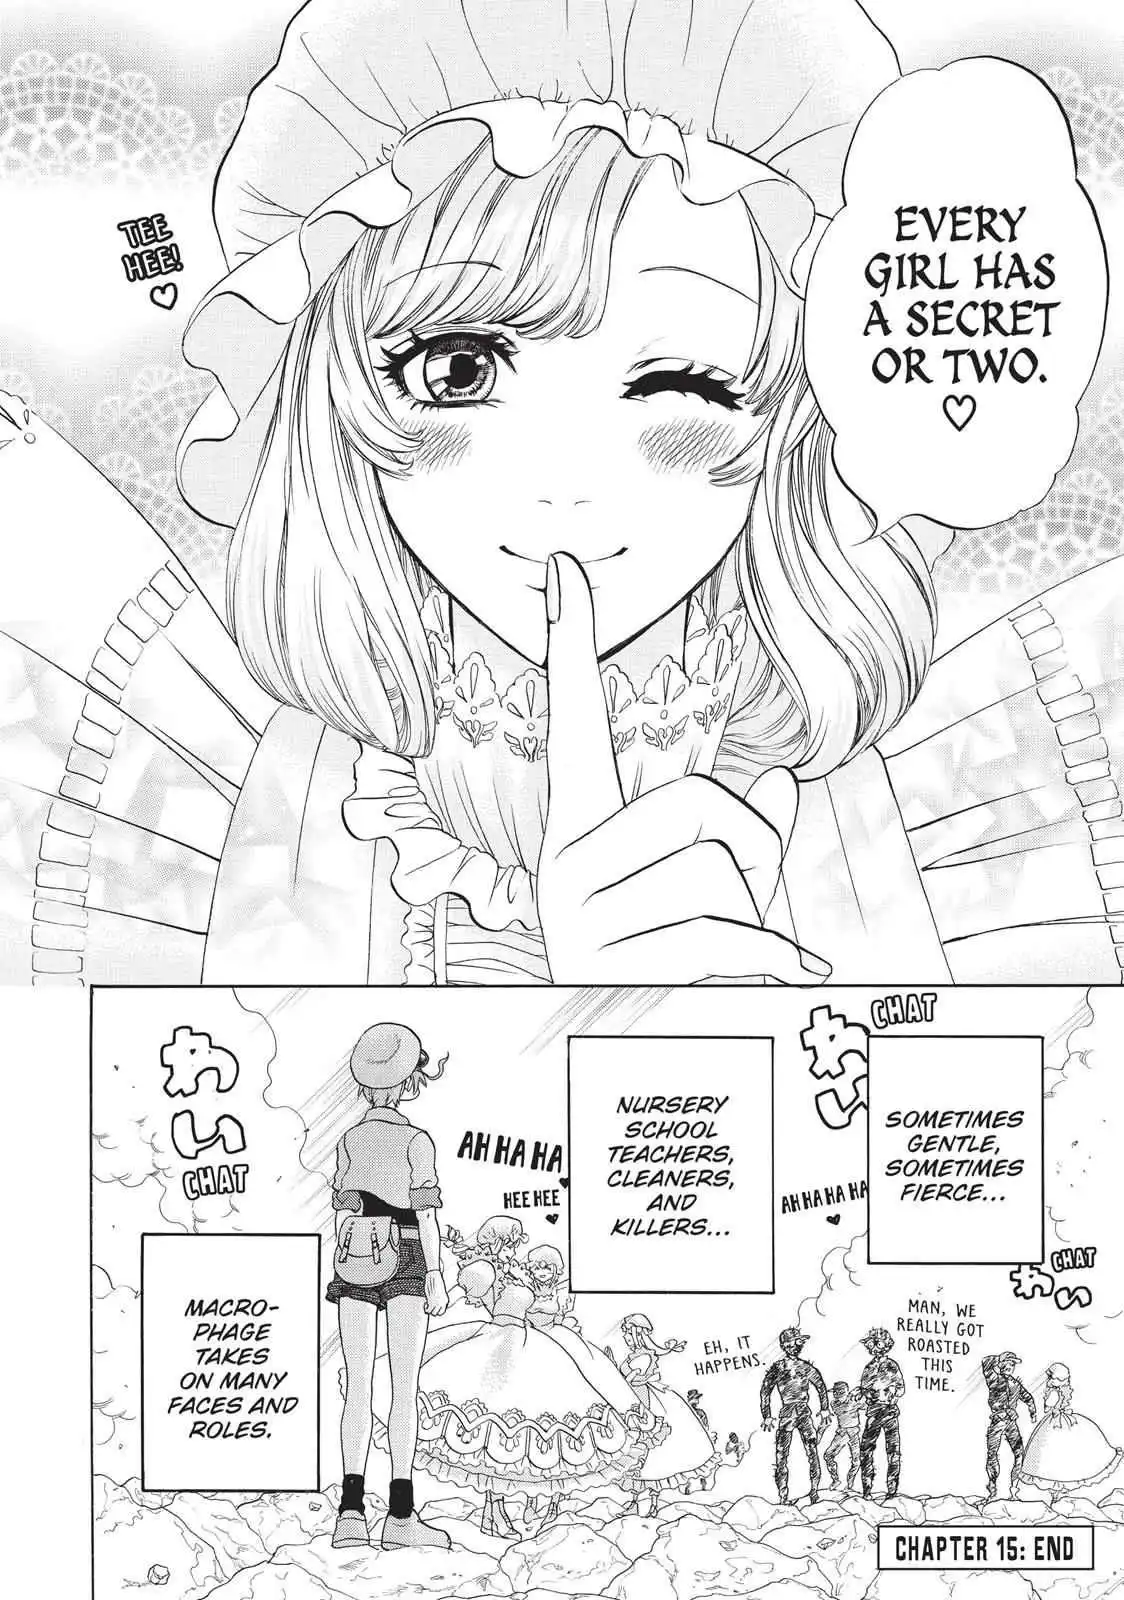 EVERY
GIRL HAS
A SECRET
OR TWO.
♡
TEE
HEE!
♡
CHAT
わい
SOMETIMES
GENTLE,
SOMETIMES
FIERCE...
CHAT
わい
MAN, WE
REALLY GOT
ROASTED
THIS
TIME.
AH HA HA HA
♥
EH, IT
HAPPENS.
NURSERY
SCHOOL
TEACHERS,
CLEANERS,
AND
KILLERS...
AH HA HA
♥
HEE HEE
♥
わい
CHAT
MACRO-
PHAGE
TAKES
ON MANY
FACES AND
ROLES.
CHAPTER 15: END